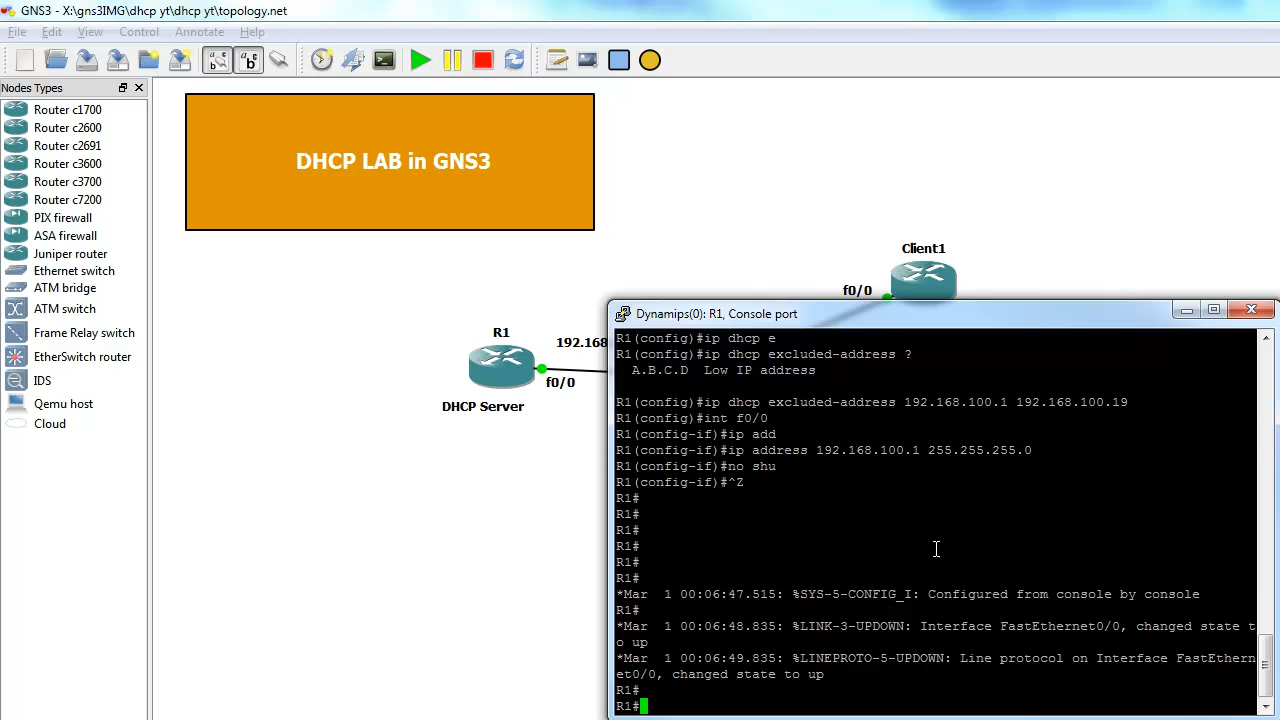 GNS3 - X:\gns3IMG\dhcp yt\dhcp yt\topology.net
File Edit View Control Annotate Help
Nodes Types
Router c1700
Router c2600
Router c2691
Router c3600
Router c3700
Router c7200
PIX firewall
ASA firewall
Juniper router
Ethernet switch
ATM bridge
ATM switch
Frame Relay switch
EtherSwitch router
IDS
Qemu host
Cloud
DHCP LAB in GNS3
Client1
f0/0
R1
192.168
f0/0
DHCP Server
Dynamips(0): R1, Console port
R1(config)#ip dhcp e
R1(config)#ip dhcp excluded-address ?
A.B.C.D  Low IP address
R1(config)#ip dhcp excluded-address 192.168.100.1 192.168.100.19
R1(config)#int f0/0
R1(config-if)#ip add
R1(config-if)#ip address 192.168.100.1 255.255.255.0
R1(config-if)#no shu
R1(config-if)#^Z
R1#
R1#
R1#
R1#
R1#
R1#
*Mar  1 00:06:47.515: %SYS-5-CONFIG_I: Configured from console by console
R1#
*Mar  1 00:06:48.835: %LINK-3-UPDOWN: Interface FastEthernet0/0, changed state t
o up
*Mar  1 00:06:49.835: %LINEPROTO-5-UPDOWN: Line protocol on Interface FastEthern
et0/0, changed state to up
R1#
R1#